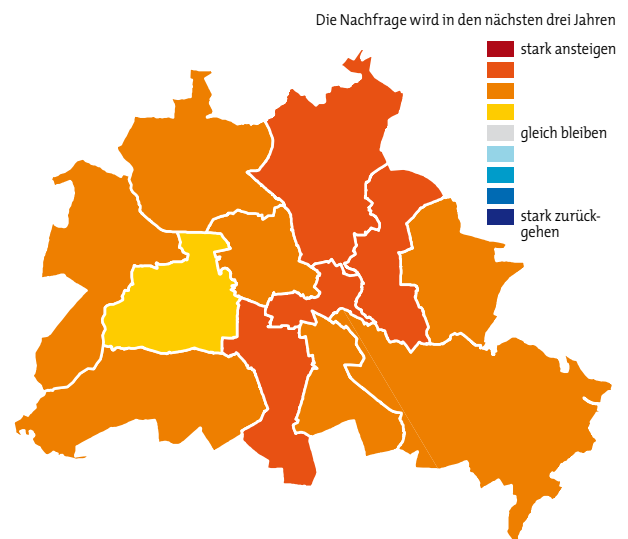 Die Nachfrage wird in den nächsten drei Jahren
stark ansteigen
gleich bleiben
stark zurück-
gehen